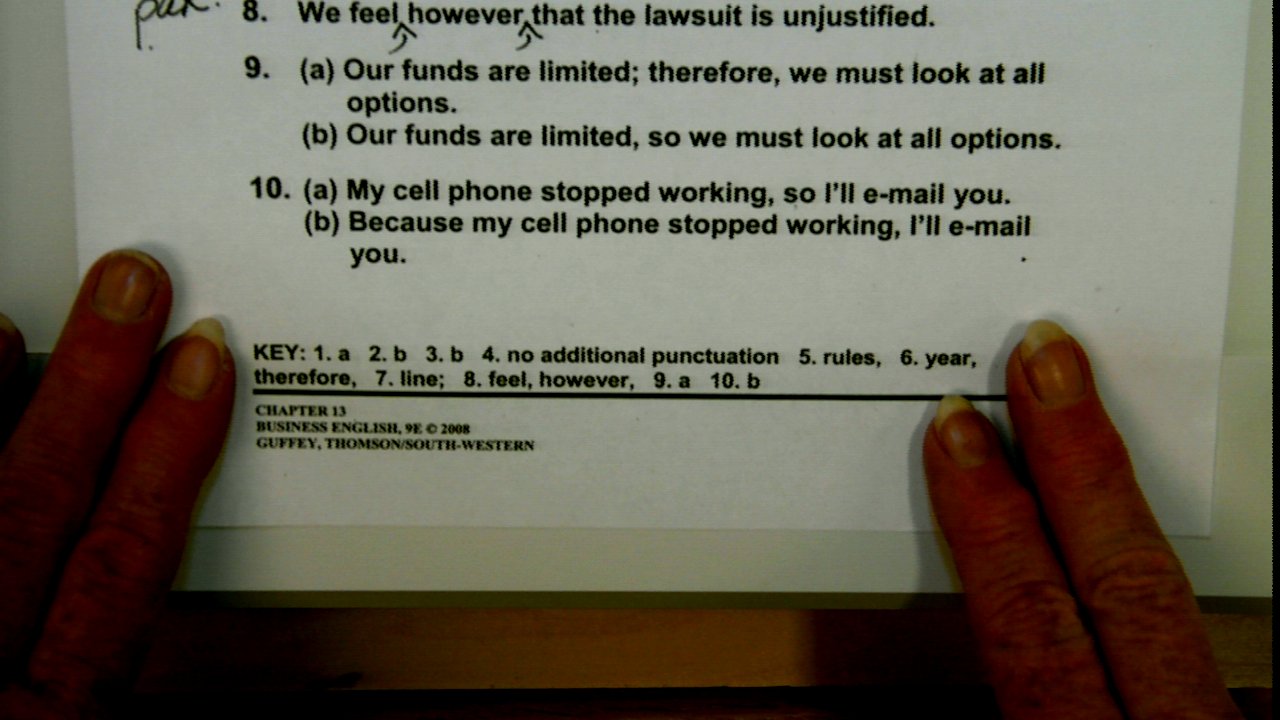 8. We feel, however, that the lawsuit is unjustified.
9. (a) Our funds are limited; therefore, we must look at all
options.
(b) Our funds are limited, so we must look at all options.
10. (a) My cell phone stopped working, so I'll e-mail you.
(b) Because my cell phone stopped working, I'll e-mail
you.
KEY: 1. a 2. b 3. b 4. no additional punctuation 5. rules, 6. year,
therefore, 7. line; 8. feel, however, 9. a 10. b
CHAPTER 13
BUSINESS ENGLISH, 9E © 2008
GUFFEY, THOMSON/SOUTH-WESTERN